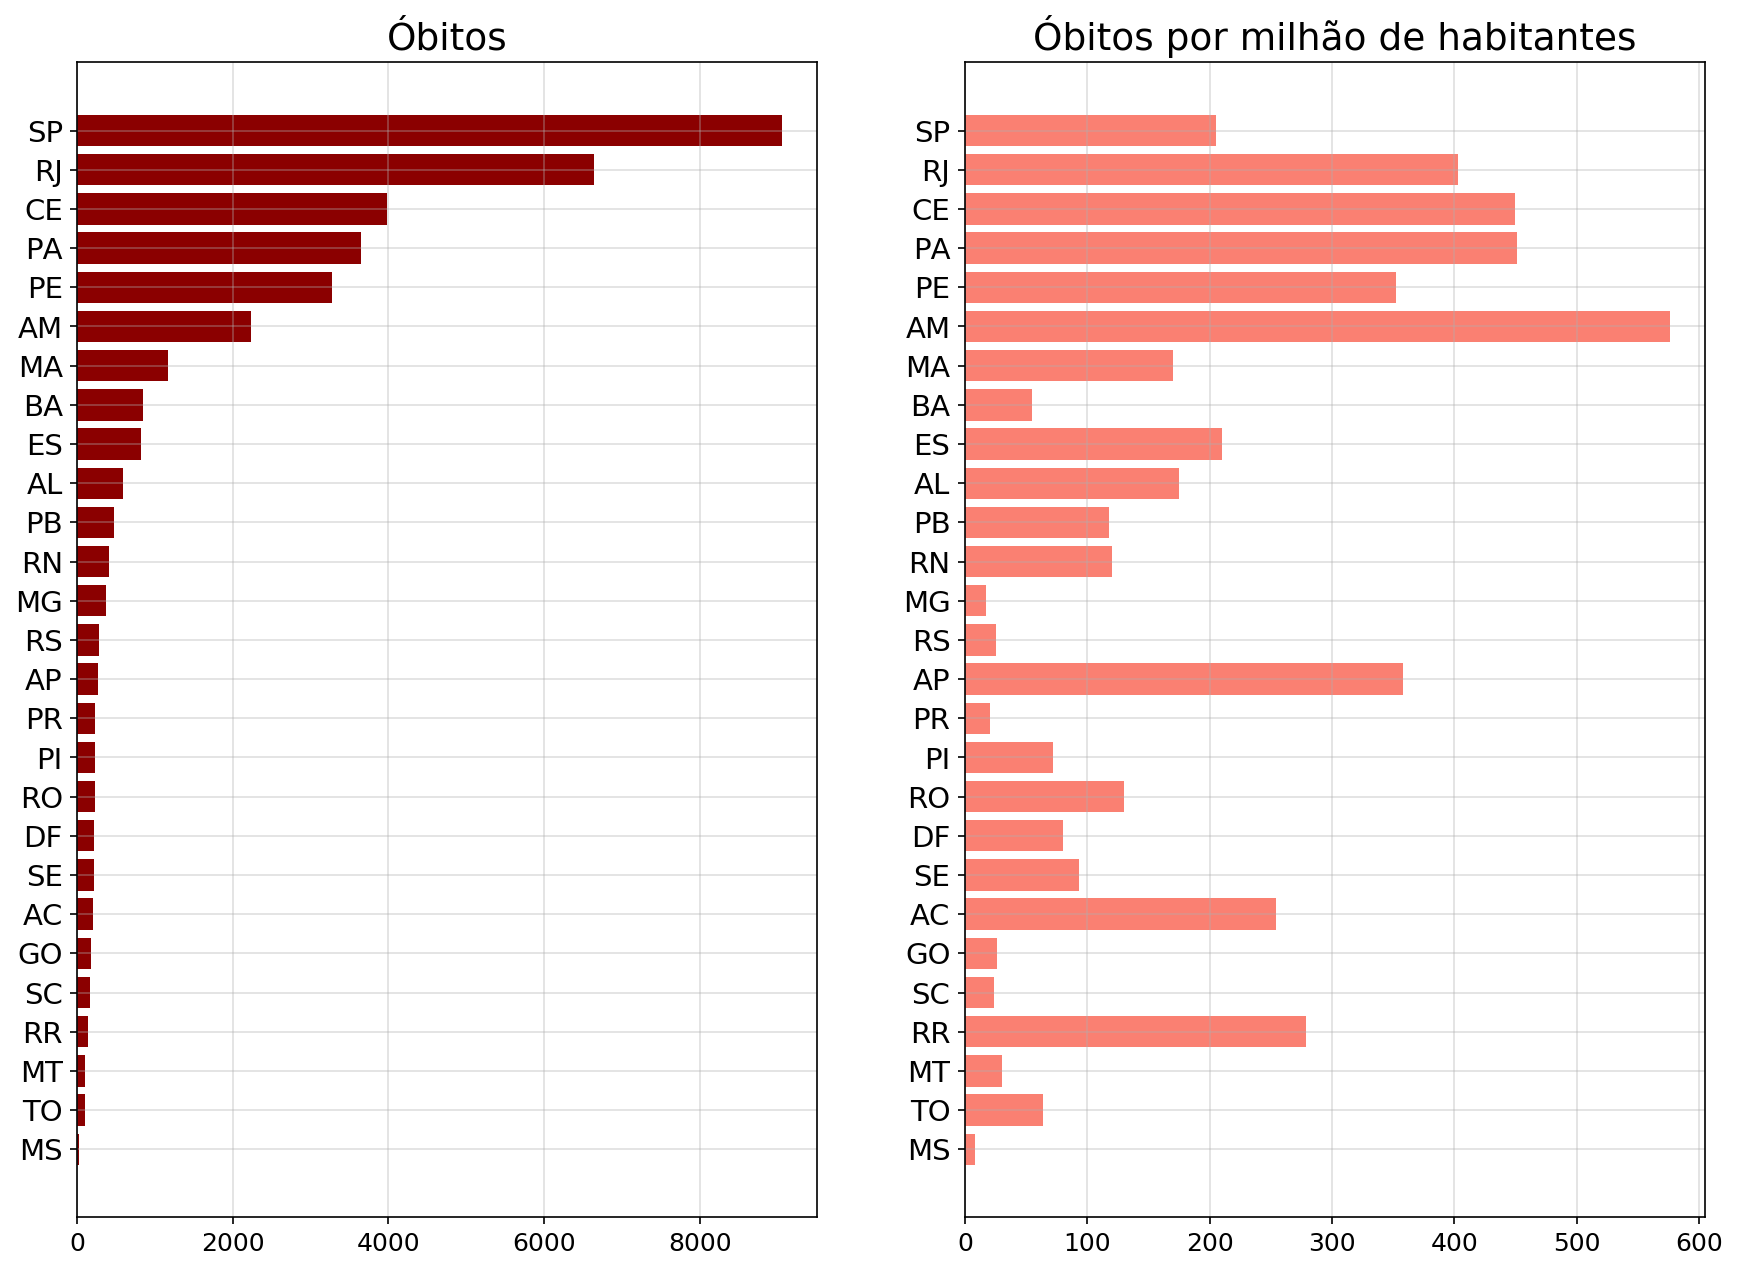 Óbitos
SP
RJ
CE
PA
PE
AM
MA
BA
ES
AL
PB
RN
MG
RS
AP
PR
PI
RO
DF
SE
AC
GO
SC
RR
MT
TO
MS
0 2000 4000 6000 8000
Óbitos por milhão de habitantes
SP
RJ
CE
PA
PE
AM
MA
BA
ES
AL
PB
RN
MG
RS
AP
PR
PI
RO
DF
SE
AC
GO
SC
RR
MT
TO
MS
0 100 200 300 400 500 600